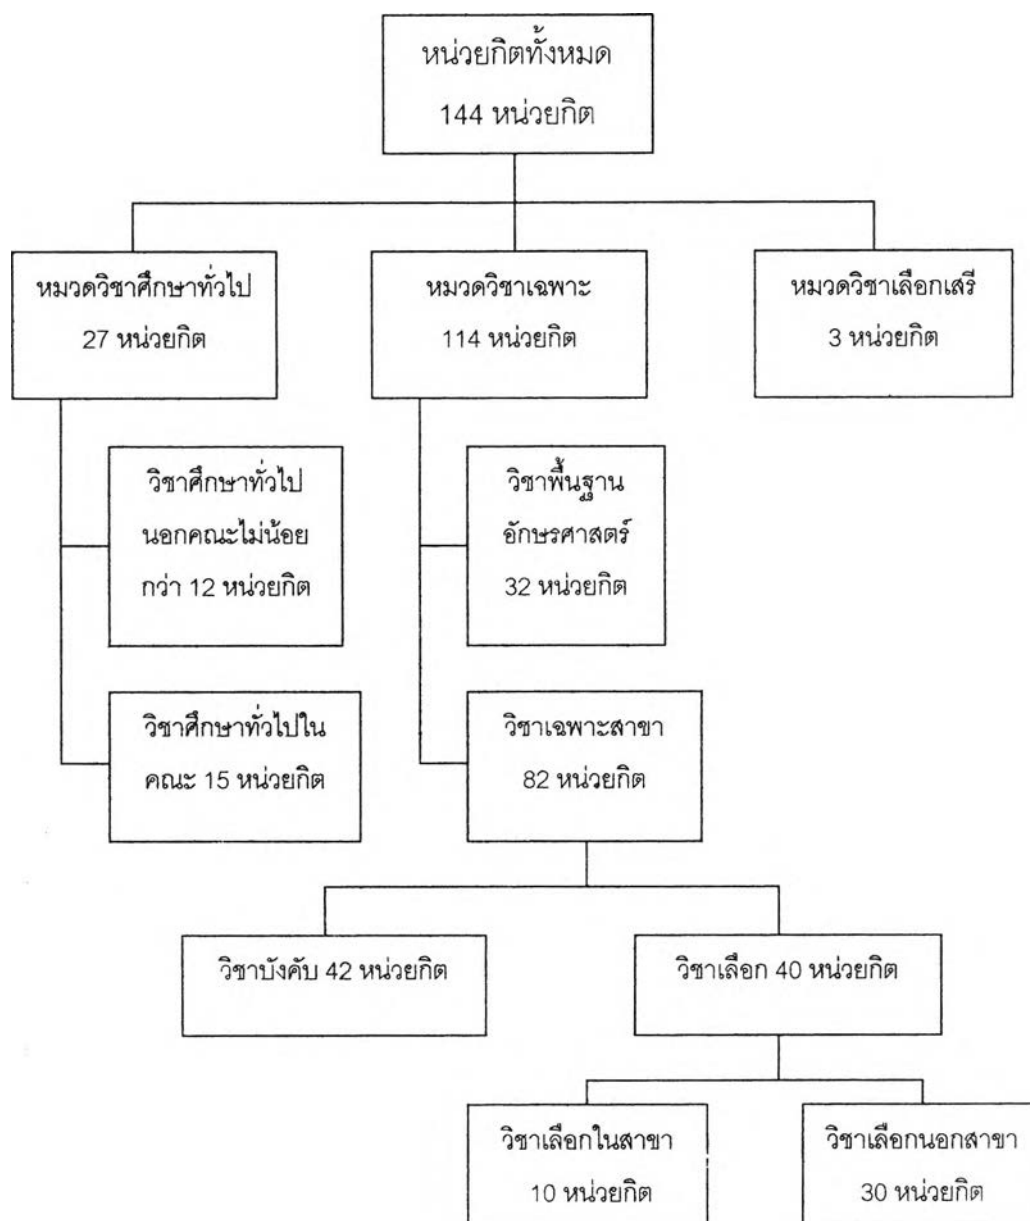 หน่วยกิตทั้งหมด
144 หน่วยกิต
หมวดวิชาศึกษาทั่วไป
27 หน่วยกิต
หมวดวิชาเฉพาะ
114 หน่วยกิต
หมวดวิชาเลือกเสรี
3 หน่วยกิต
วิชาศึกษาทั่วไป
นอกคณะไม่น้อย
กว่า 12 หน่วยกิต
วิชาพื้นฐาน
อักษรศาสตร์
32 หน่วยกิต
วิชาศึกษาทั่วไปใน
คณะ 15 หน่วยกิต
วิชาเฉพาะสาขา
82 หน่วยกิต
วิชาบังคับ 42 หน่วยกิต
วิชาเลือก 40 หน่วยกิต
วิชาเลือกในสาขา
10 หน่วยกิต
วิชาเลือกนอกสาขา
30 หน่วยกิต